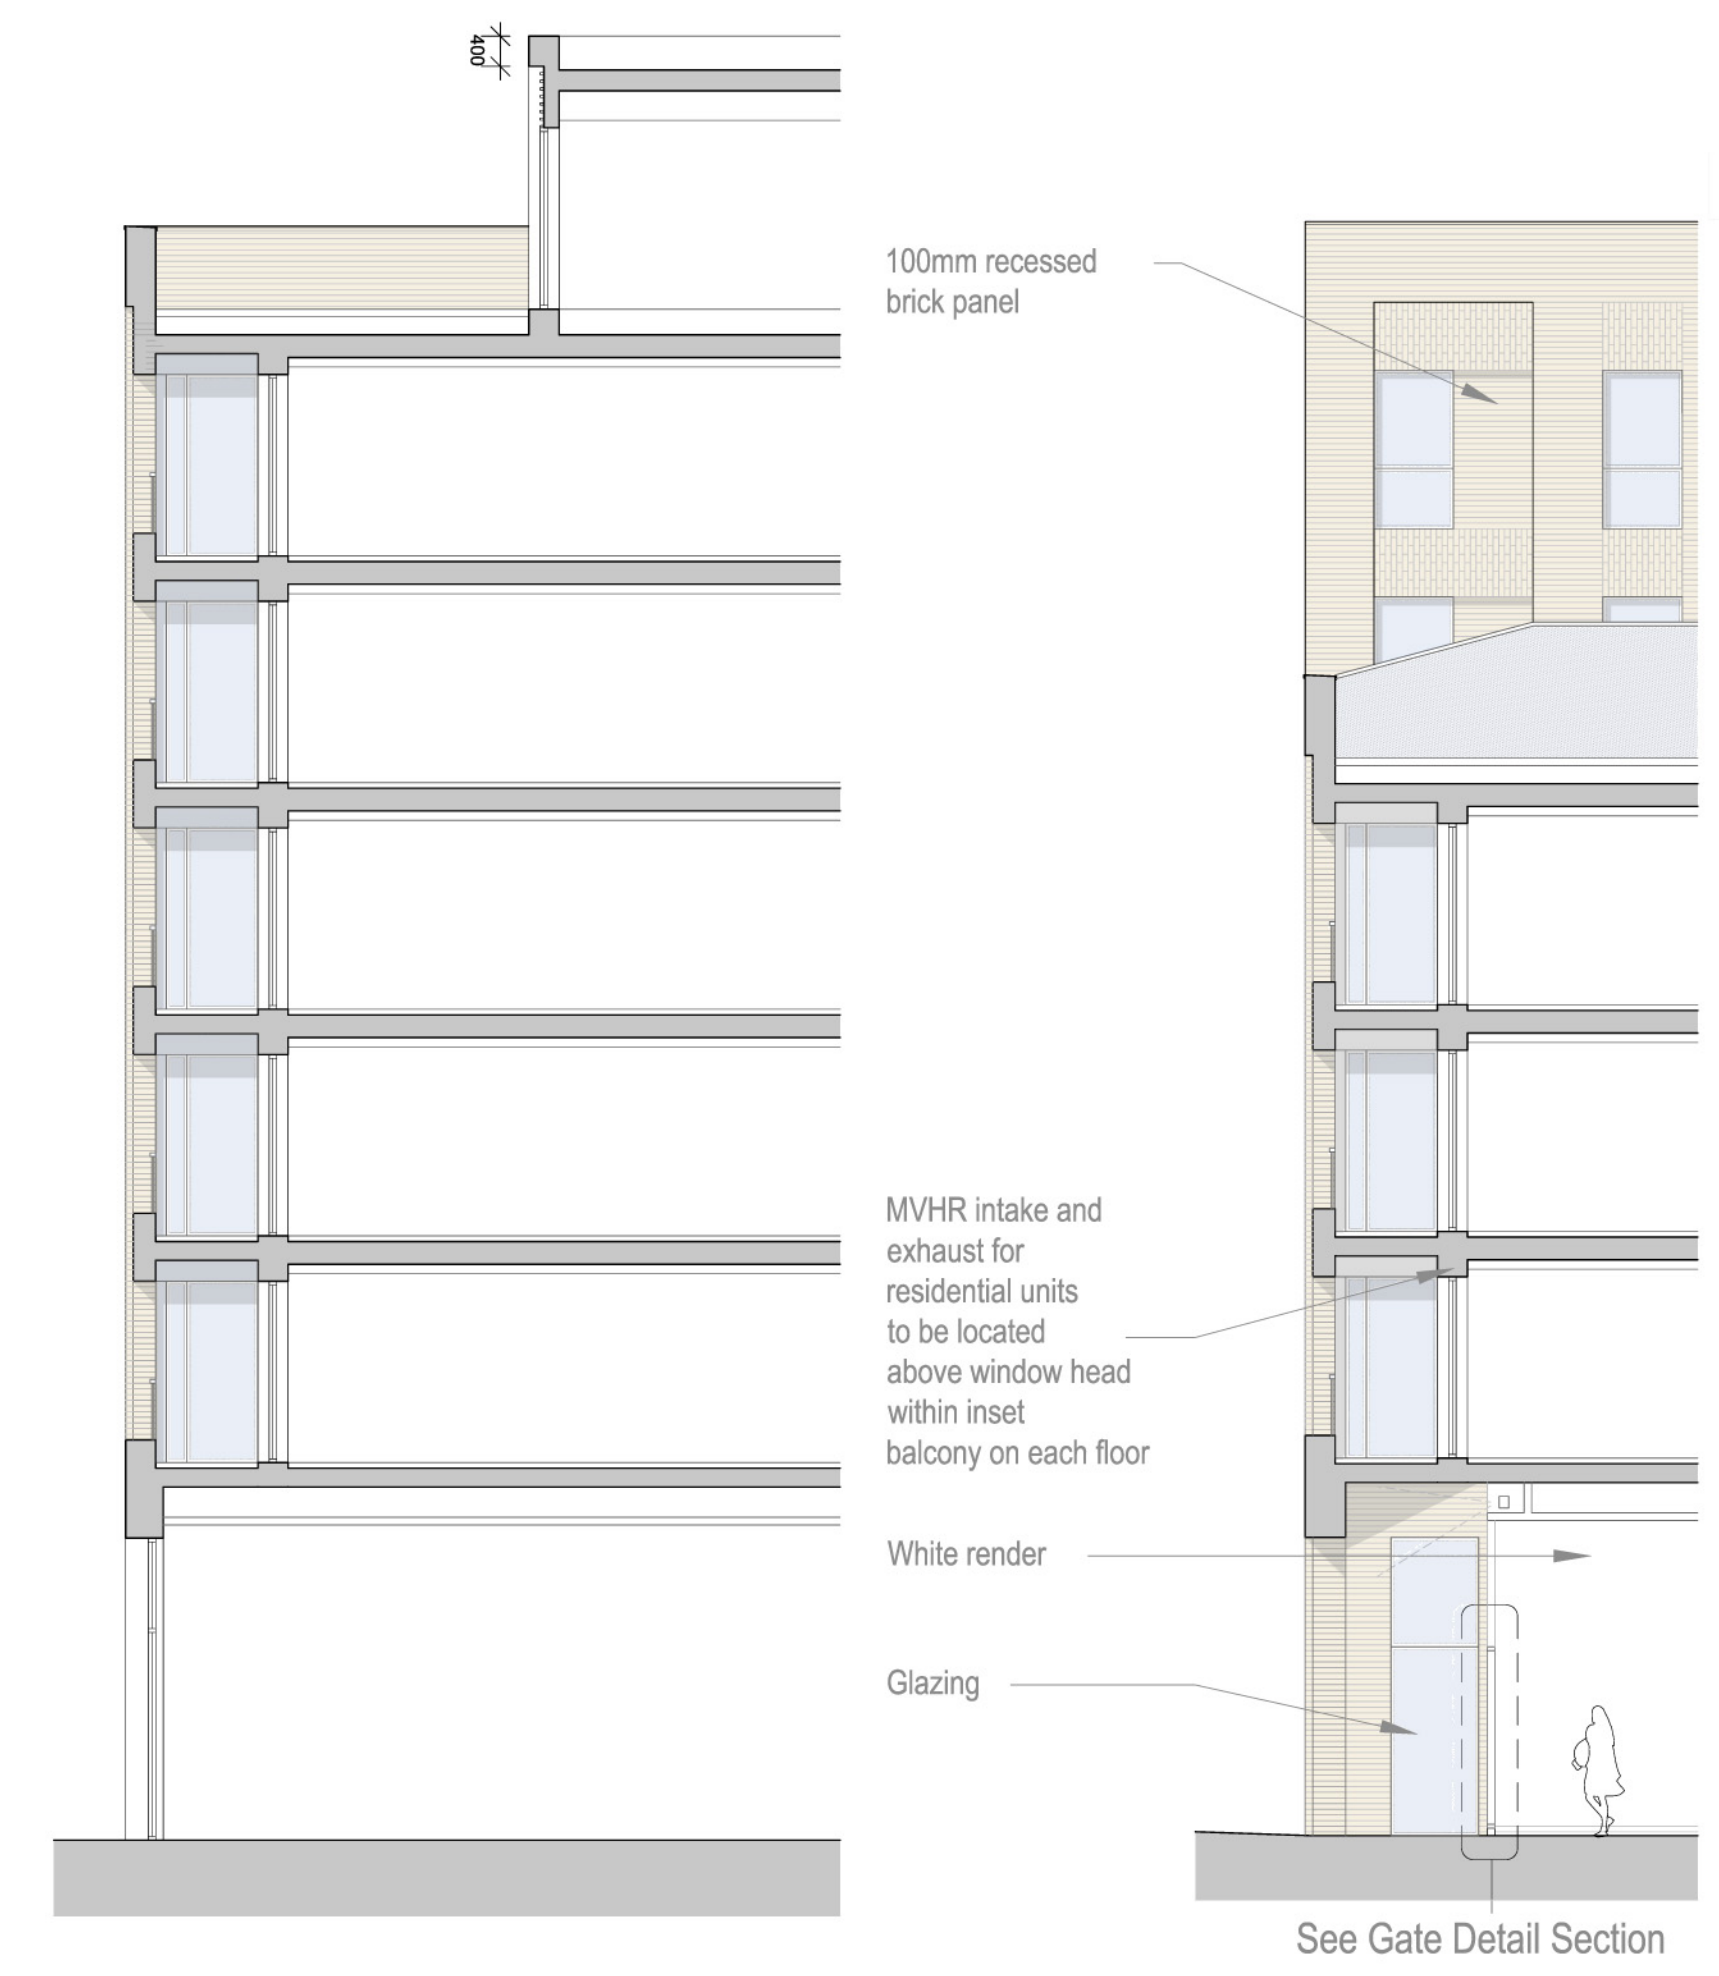 400
100mm recessed
brick panel
MVHR intake and
exhaust for
residential units
to be located
above window head
within inset
balcony on each floor
White render
Glazing
See Gate Detail Section